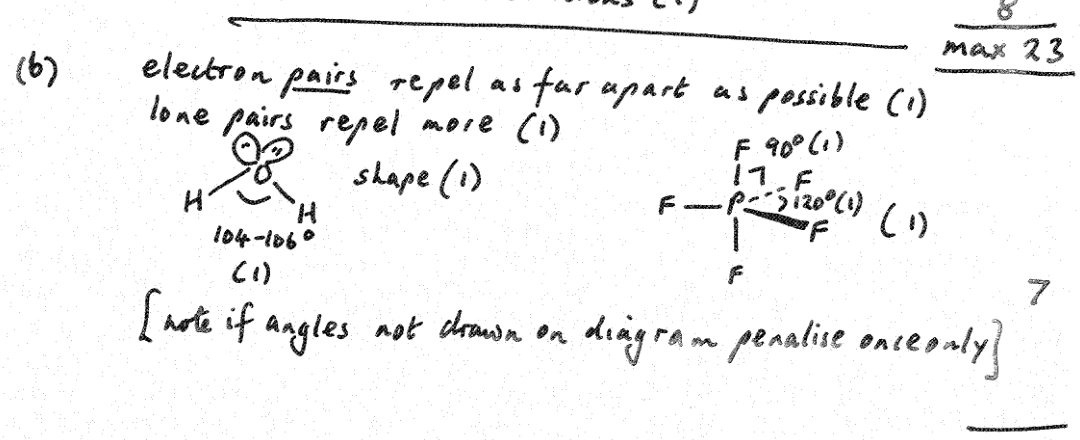 (1)
8
max 23
(b) electron pairs repel as far apart as possible (1)
lone pairs repel more (1)
O
H H
shape (1)
104-106°
(1)
F 90° (1)
F
F P 120° (1) (1)
F
F
7
[note if angles not drawn on diagram penalise once only]